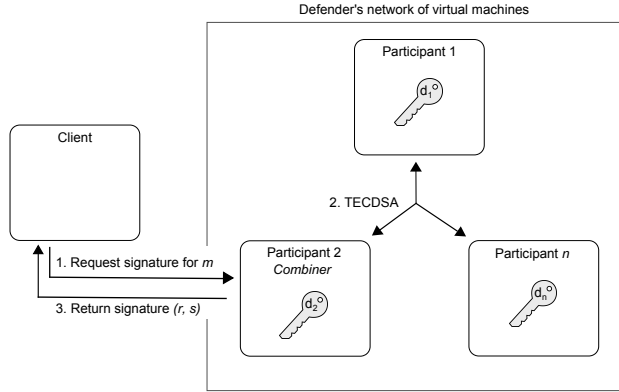 Defender's network of virtual machines
Participant 1
d₁
Client
2. TECDSA
1. Request signature for m
3. Return signature (r, s)
Participant 2
Combiner
d₂
Participant n
dₙ